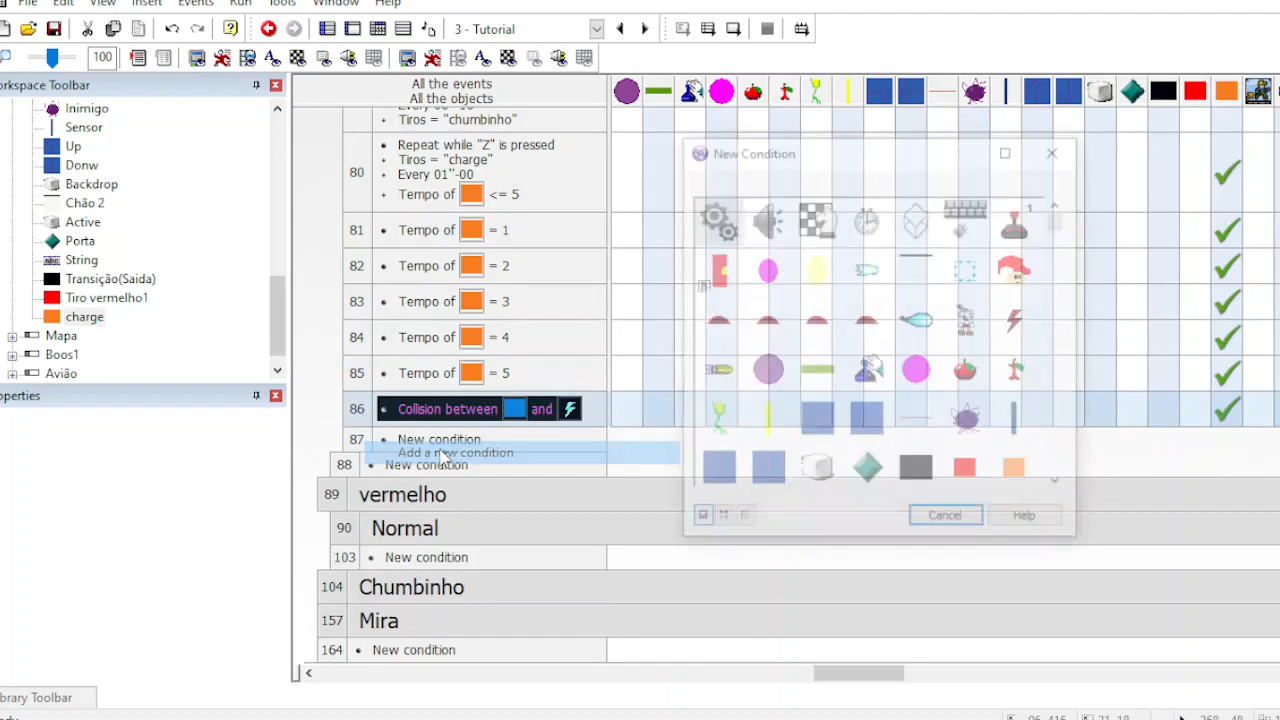 File Edit View Insert Events Run Tools Window Help
3 - Tutorial
100
orkspace Toolbar
Inimigo
Sensor
Up
Donw
Backdrop
Chão 2
Active
Porta
String
Transição(Saida)
Tiro vermelho1
charge
Mapa
Boos1
Avião
operties
brary Toolbar
All the events
All the objects
Tiros = "chumbinho"
80
Repeat while "Z" is pressed
Tiros = "charge"
Every 01"-00
Tempo of <= 5
81 Tempo of = 1
82 Tempo of = 2
83 Tempo of = 3
84 Tempo of = 4
85 Tempo of = 5
86 Collision between and
87 New condition
Add a new condition
88 New condition
89 vermelho
90 Normal
103 New condition
104 Chumbinho
157 Mira
164 New condition
New Condition
1
Cancel Help